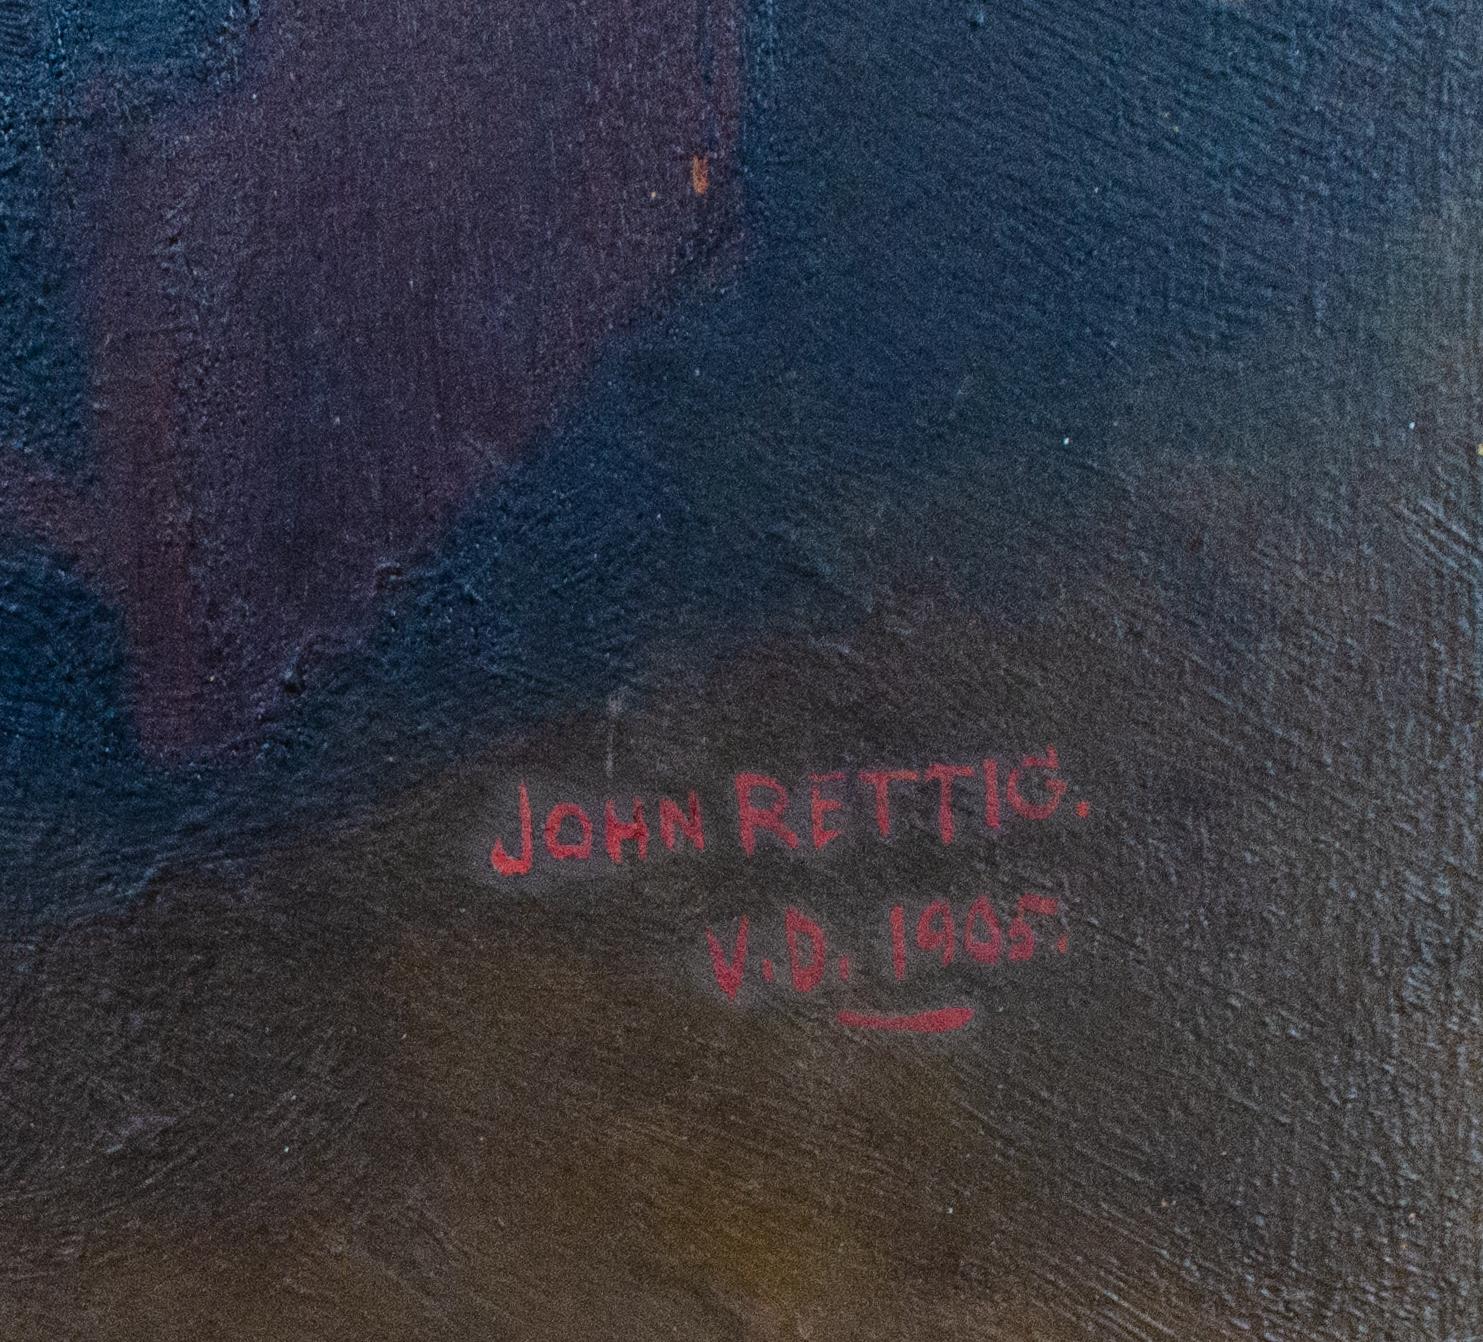 JOHN RETTIG.
V.D. 1905.